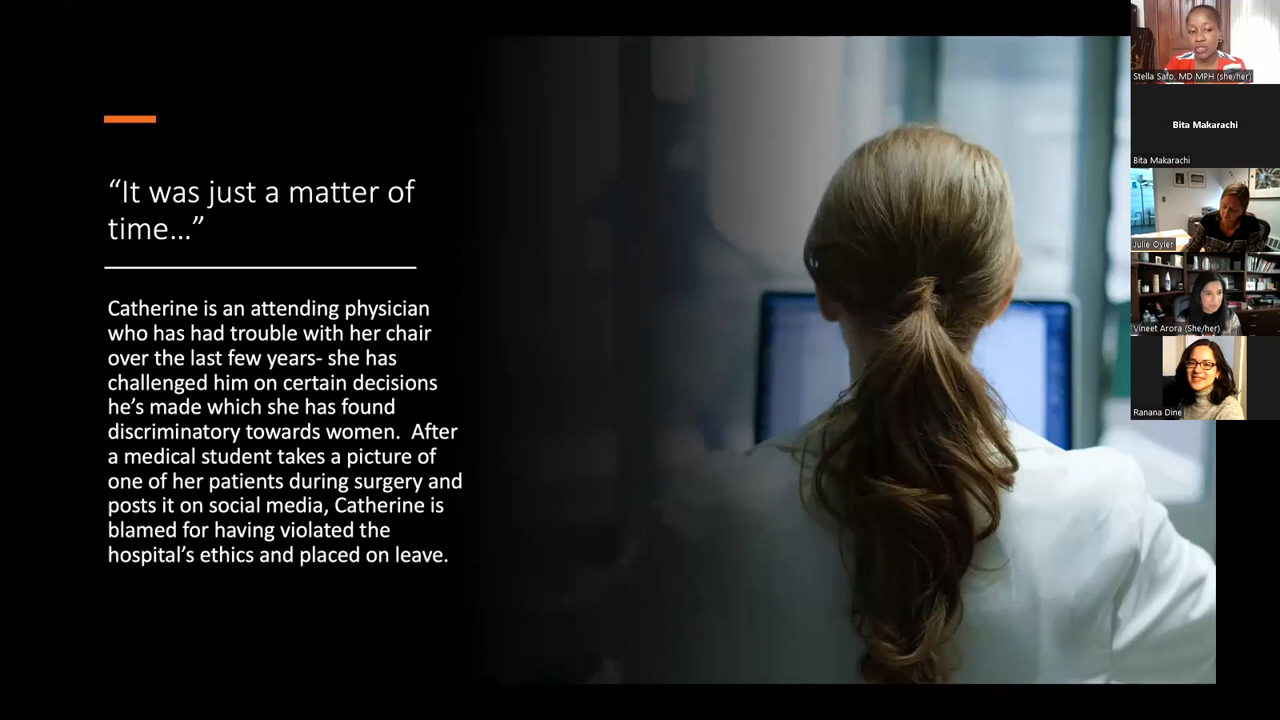 “It was just a matter of
time…”
Catherine is an attending physician
who has had trouble with her chair
over the last few years- she has
challenged him on certain decisions
he’s made which she has found
discriminatory towards women.  After
a medical student takes a picture of
one of her patients during surgery and
posts it on social media, Catherine is
blamed for having violated the
hospital’s ethics and placed on leave.
Stella Safo, MD MPH (she/her)
Bita Makarachi
Bita Makarachi
Julie Oyler
Vineet Arora (She/her)
Ranana Dine